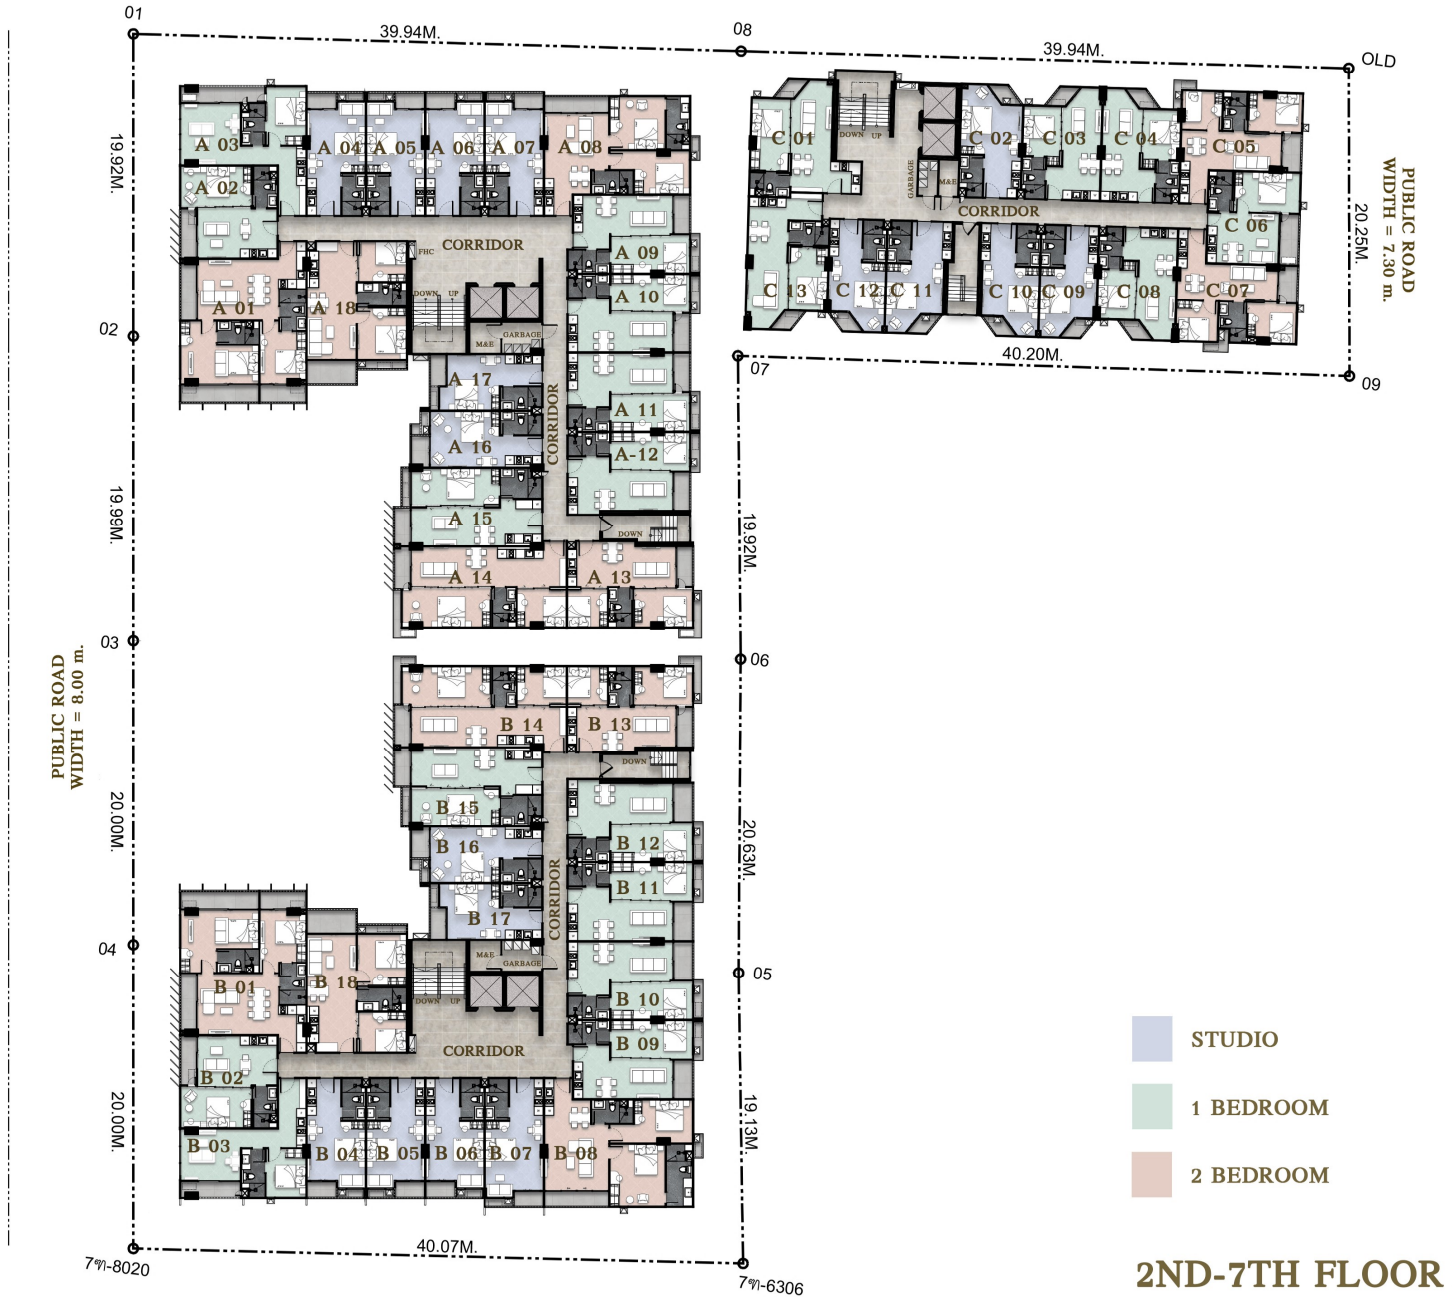 01
39.94M.
08
39.94M.
OLD
19.92M.
A 03
A 04
A 05
A 06
A 07
A 08
A 02
CORRIDOR
FHC
A 09
A 10
A 01
A 18
DOWN UP
GARBAGE
M&E
02
A 17
A 16
CORRIDOR
A 11
A-12
A 15
DOWN
A 14
A 13
19.99M.
03
C 01
DOWN UP
GARBAGE
M&E
C 02
C 03
C 04
C 05
CORRIDOR
C 06
C 13
C 12
C 11
C 10
C 09
C 08
C 07
PUBLIC ROAD
WIDTH = 7.30 m.
20.25M.
07
40.20M.
09
19.92M.
06
PUBLIC ROAD
WIDTH = 8.00 m.
B 14
B 13
DOWN
B 15
B 16
B 17
CORRIDOR
B 12
B 11
20.00M.
20.63M.
04
05
M&E
GARBAGE
B 01
B 18
DOWN UP
B 10
B 09
CORRIDOR
B 02
B 03
B 04
B 05
B 06
B 07
B 08
20.00M.
19.13M.
40.07M.
7ฑ-8020
7ฑ-6306
STUDIO
1 BEDROOM
2 BEDROOM
2ND-7TH FLOOR